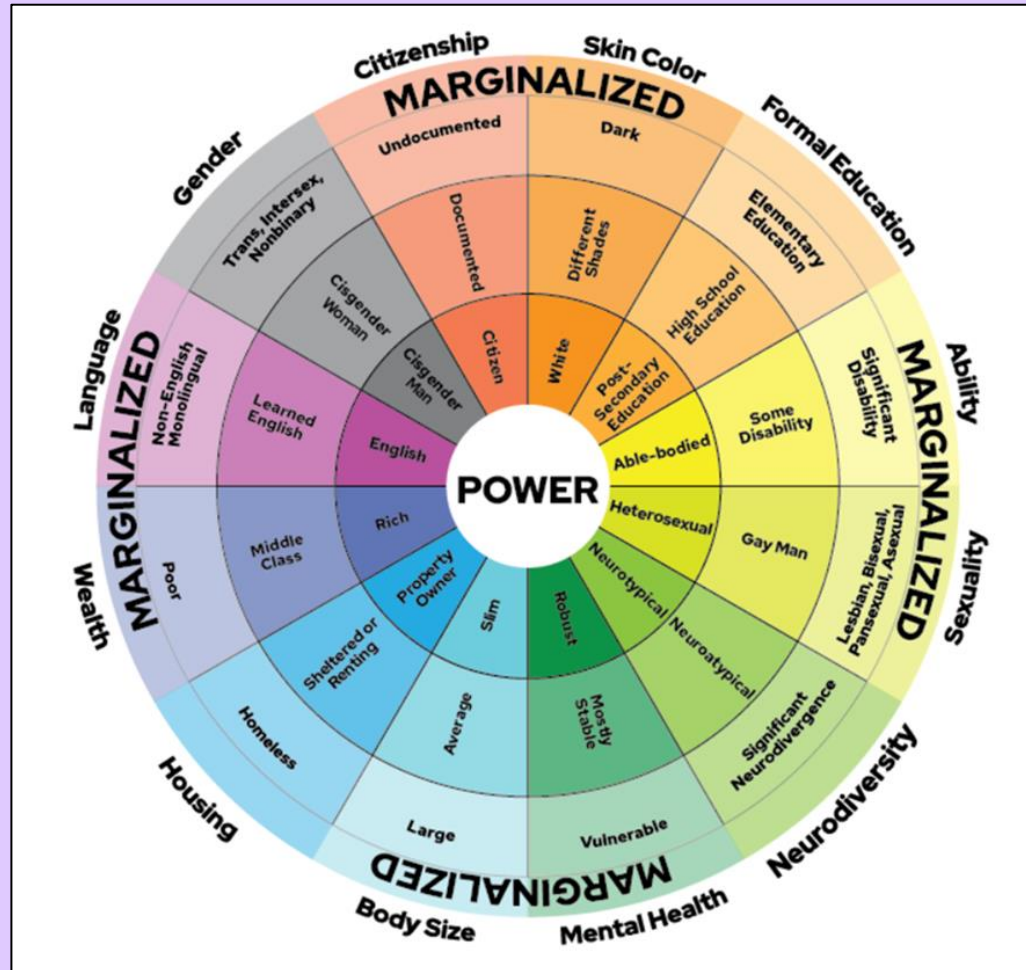 Citizenship
MARGINALIZED
Undocumented
Documented
Citizen
Skin Color
Dark
Different
Shades
White
Formal Education
Elementary
Education
High School
Education
Post-
Secondary
Education
Ability
MARGINALIZED
Significant
Disability
Some
Disability
Able-bodied
Sexuality
Lesbian, Bisexual,
Pansexual, Asexual
Gay Man
Heterosexual
Neurodiversity
Significant
Neurodivergence
Neuroatypical
Neurotypical
Mental Health
MARGINALIZED
Vulnerable
Mostly
Stable
Robust
Body Size
Large
Average
Slim
Housing
Homeless
Sheltered or
Renting
Property
Owner
Wealth
MARGINALIZED
Poor
Middle
Class
Rich
Language
Non-English
Monolingual
Learned
English
English
Gender
Trans, Intersex,
Nonbinary
Cisgender
Woman
Cisgender
Man
POWER